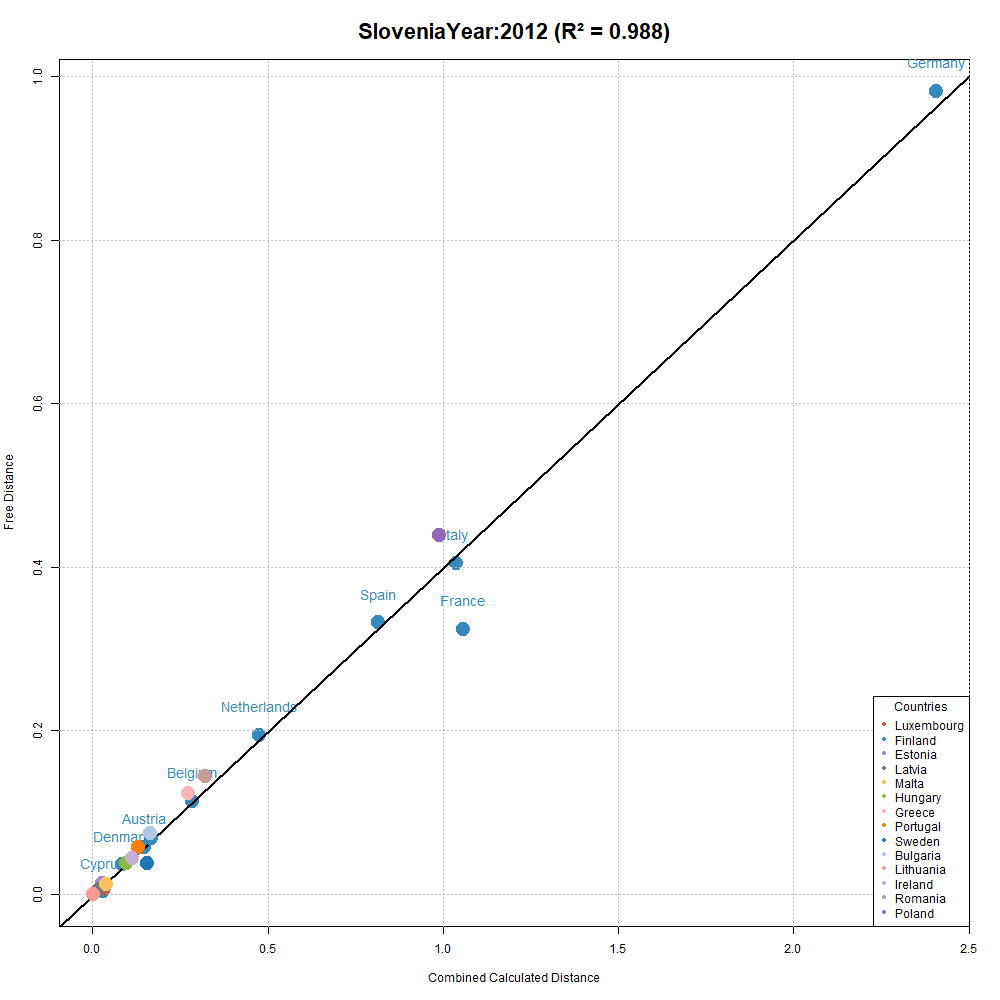 SloveniaYear:2012 (R² = 0.988)
Germany
1.0
0.8
0.6
Free Distance
Italy
0.4
Spain
France
Netherlands
0.2
Belgium
Austria
Denmark
Cyprus
0.0
Countries
Luxembourg
Finland
Estonia
Latvia
Malta
Hungary
Greece
Portugal
Sweden
Bulgaria
Lithuania
Ireland
Romania
Poland
0.0 0.5 1.0 1.5 2.0 2.5
Combined Calculated Distance